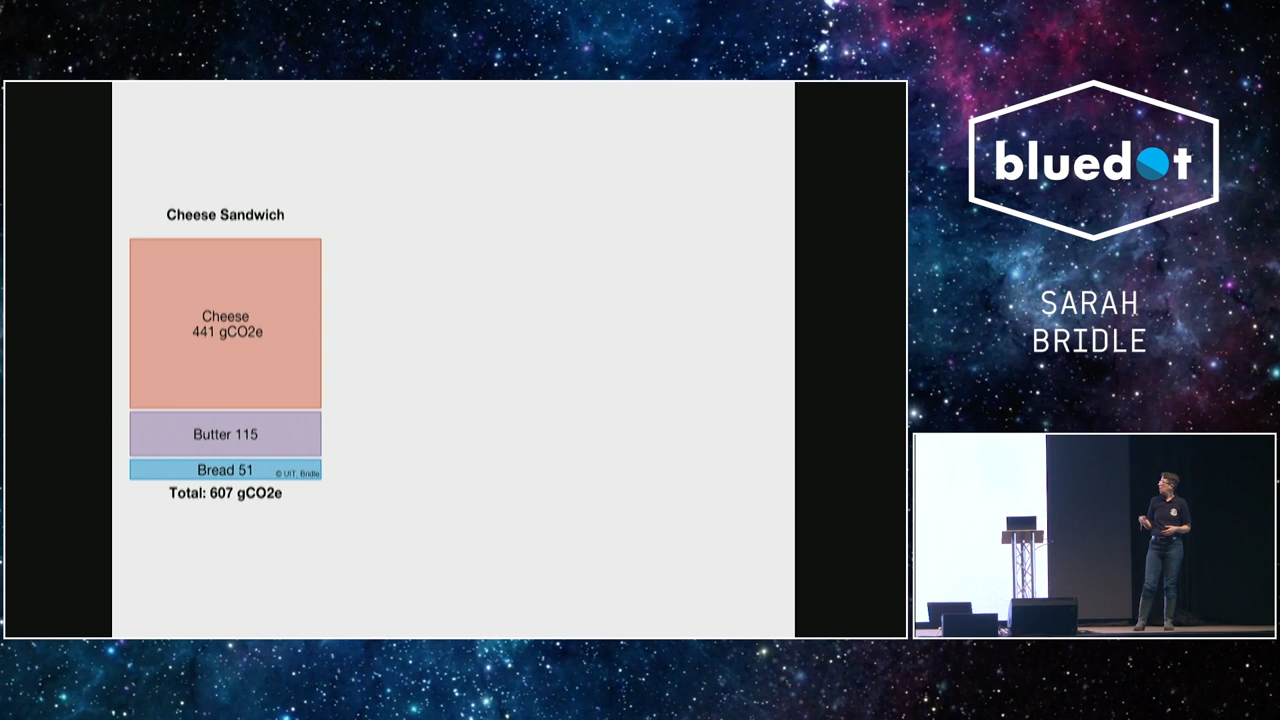 Cheese Sandwich
Cheese
441 gCO2e
Butter 115
Bread 51
© UIT, Bridle
Total: 607 gCO2e
bluedot
SARAH
BRIDLE